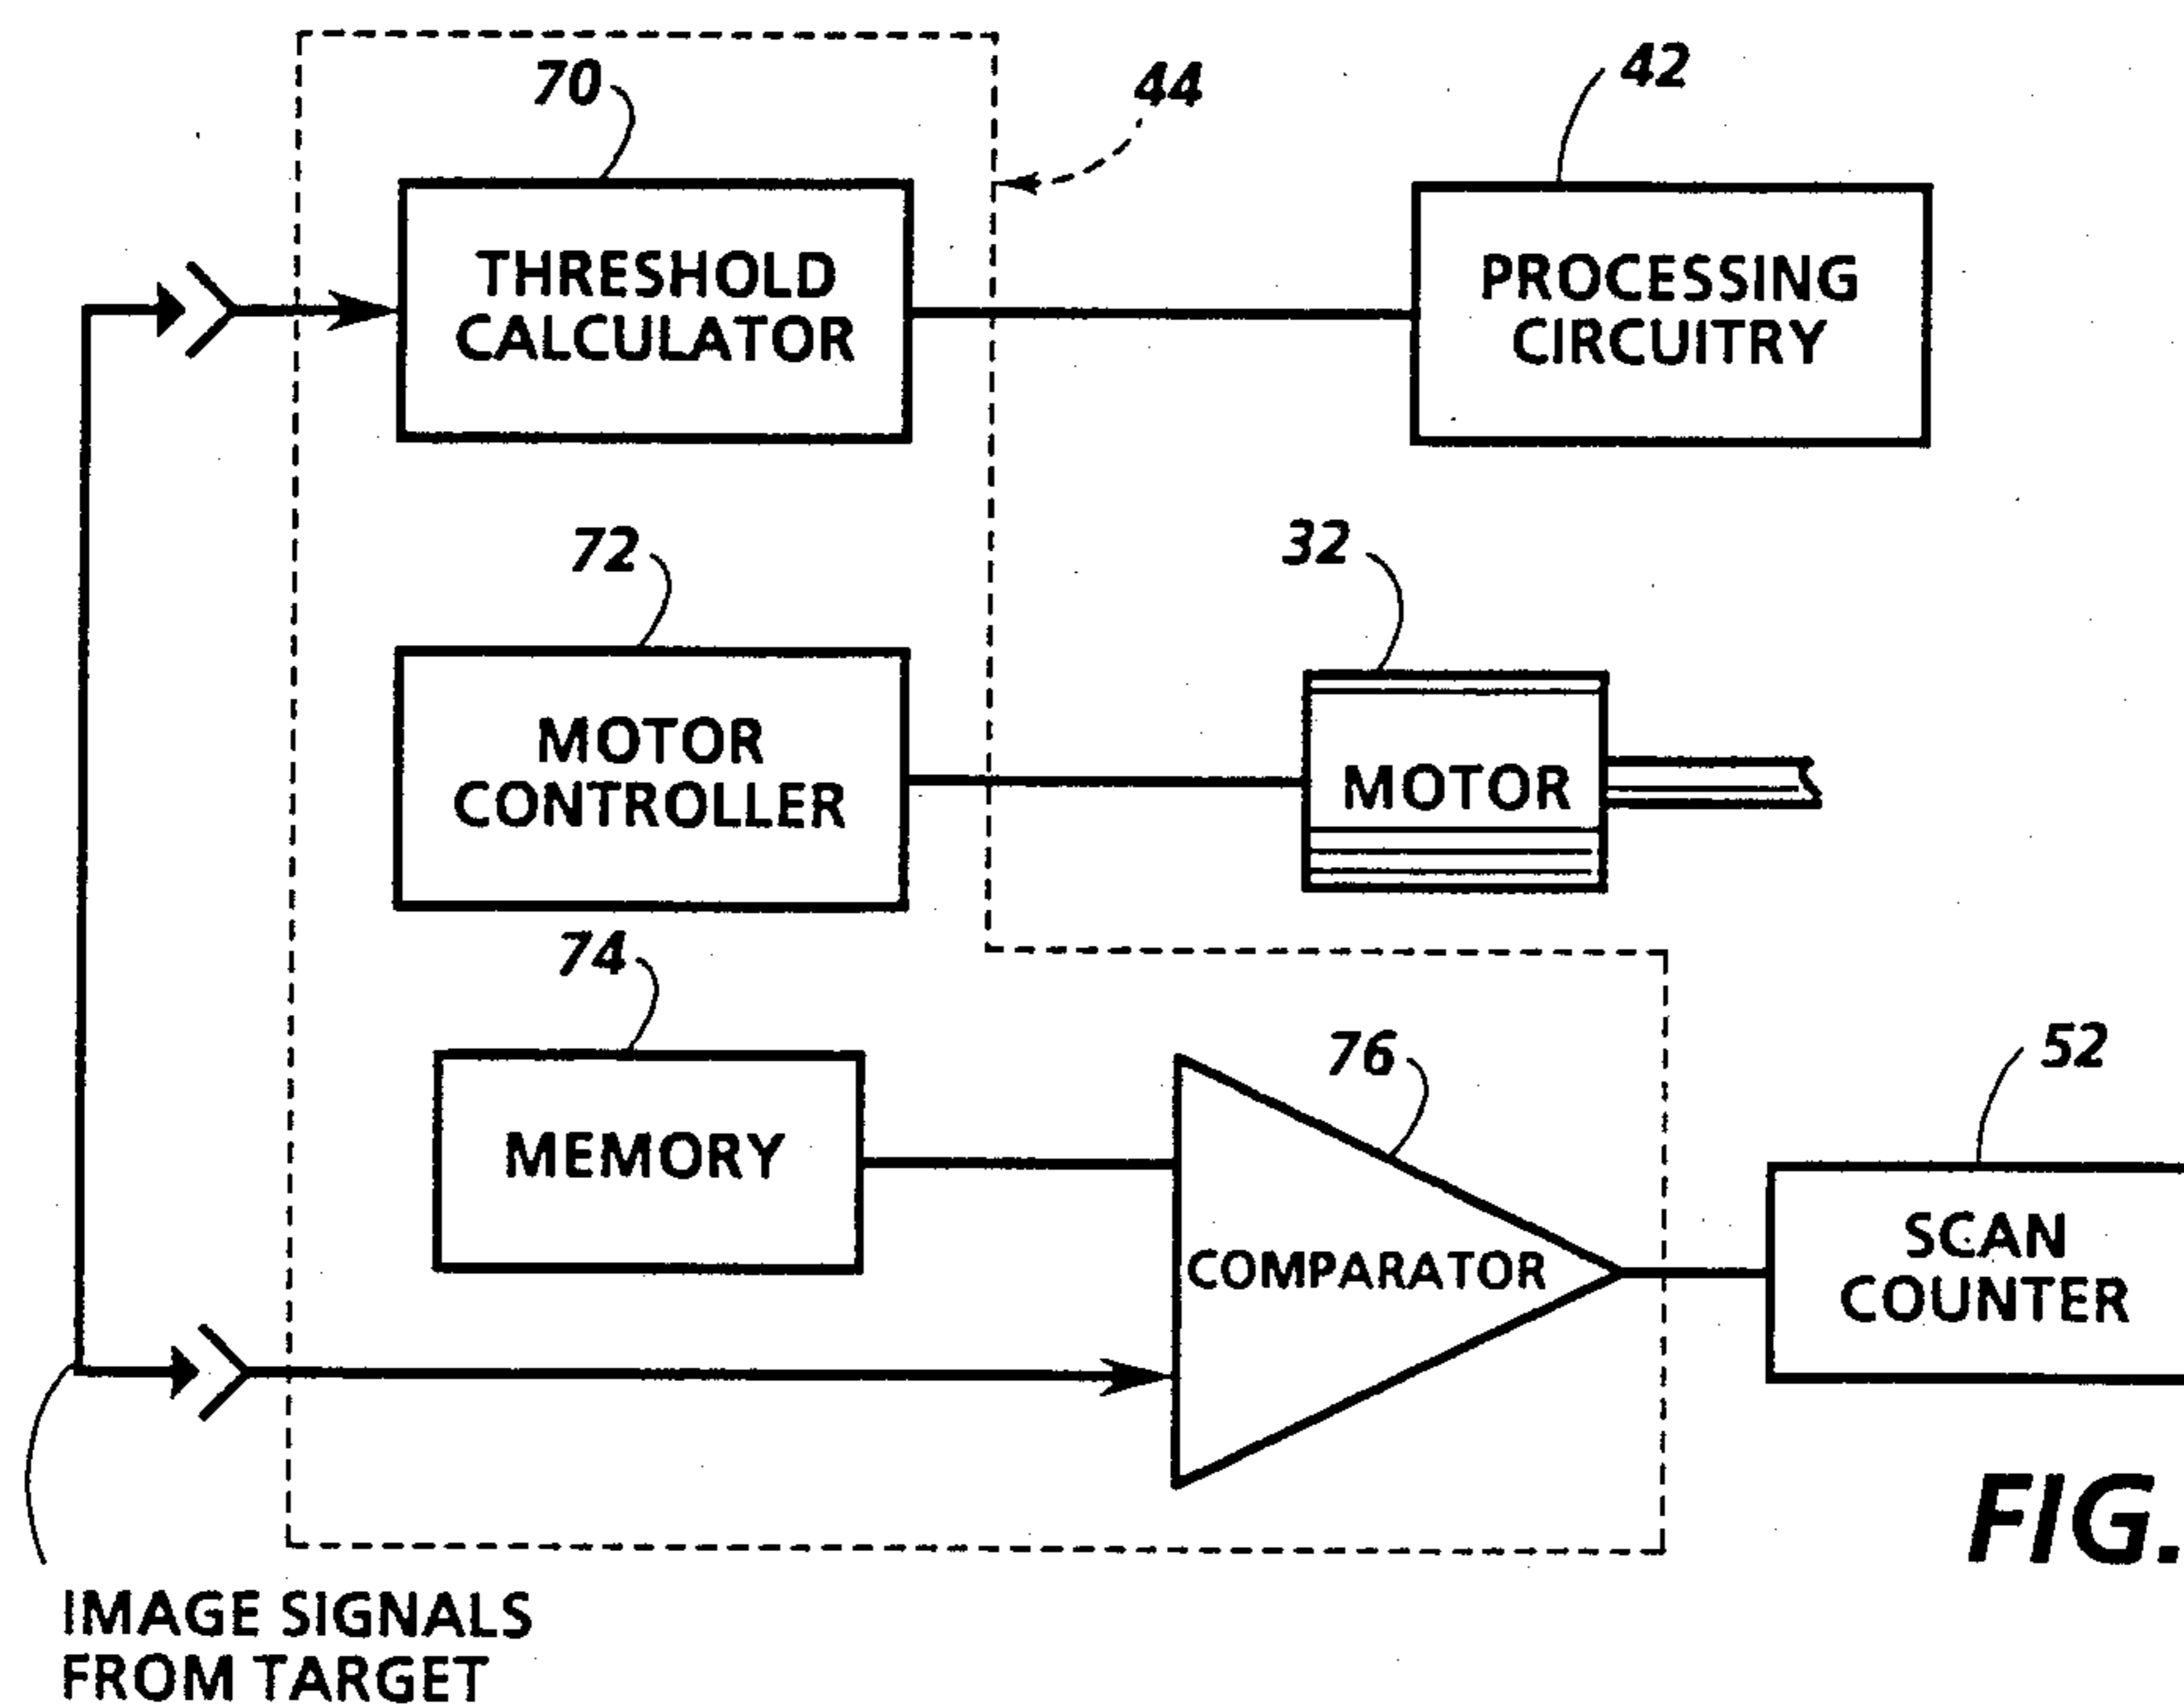 70
44
42
THRESHOLD
CALCULATOR
PROCESSING
CIRCUITRY
72
32
MOTOR
CONTROLLER
MOTOR
74
76
52
MEMORY
COMPARATOR
SCAN
COUNTER
FIG.
IMAGE SIGNALS
FROM TARGET